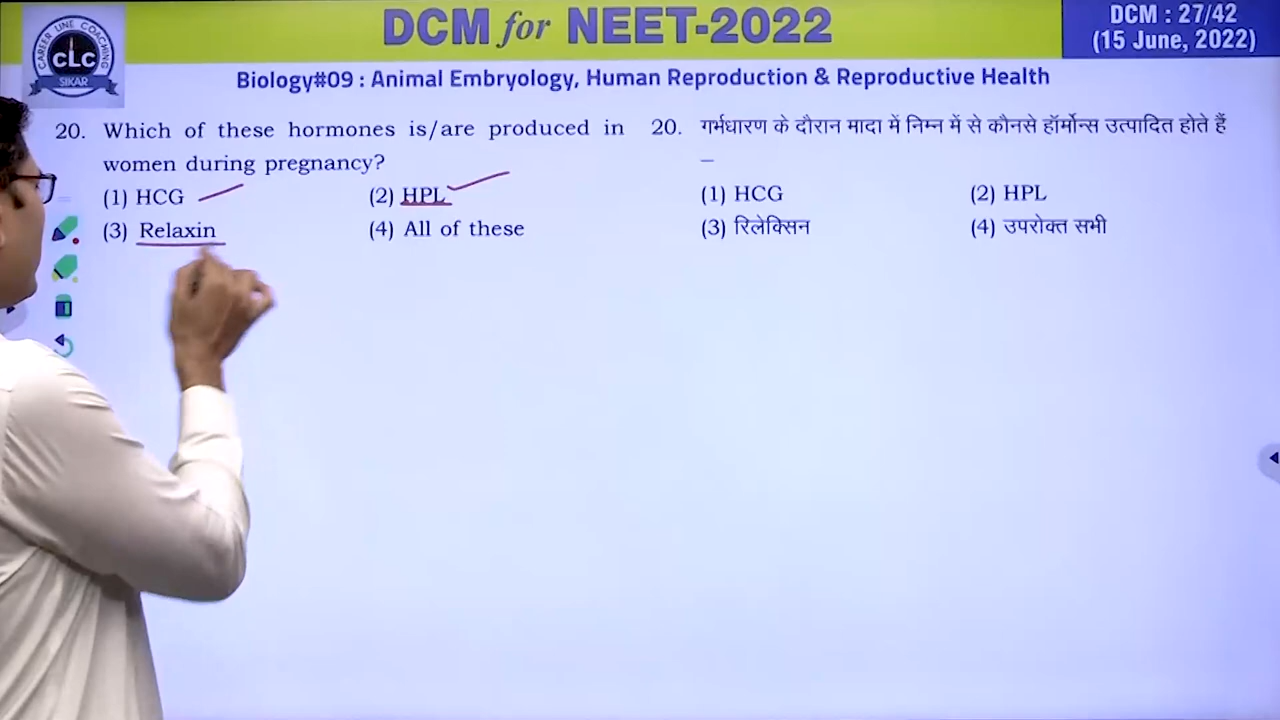 DCM for NEET-2022
DCM : 27/42
(15 June, 2022)
CAREER LINE COACHING
CLC
SIKAR
Biology#09 : Animal Embryology, Human Reproduction & Reproductive Health
20. Which of these hormones is/are produced in
women during pregnancy?
(1) HCG (2) HPL
(3) Relaxin (4) All of these
20. गर्भधारण के दौरान मादा में निम्न में से कौनसे हॉर्मोन्स उत्पादित होते हैं
–
(1) HCG (2) HPL
(3) रिलेक्सिन (4) उपरोक्त सभी